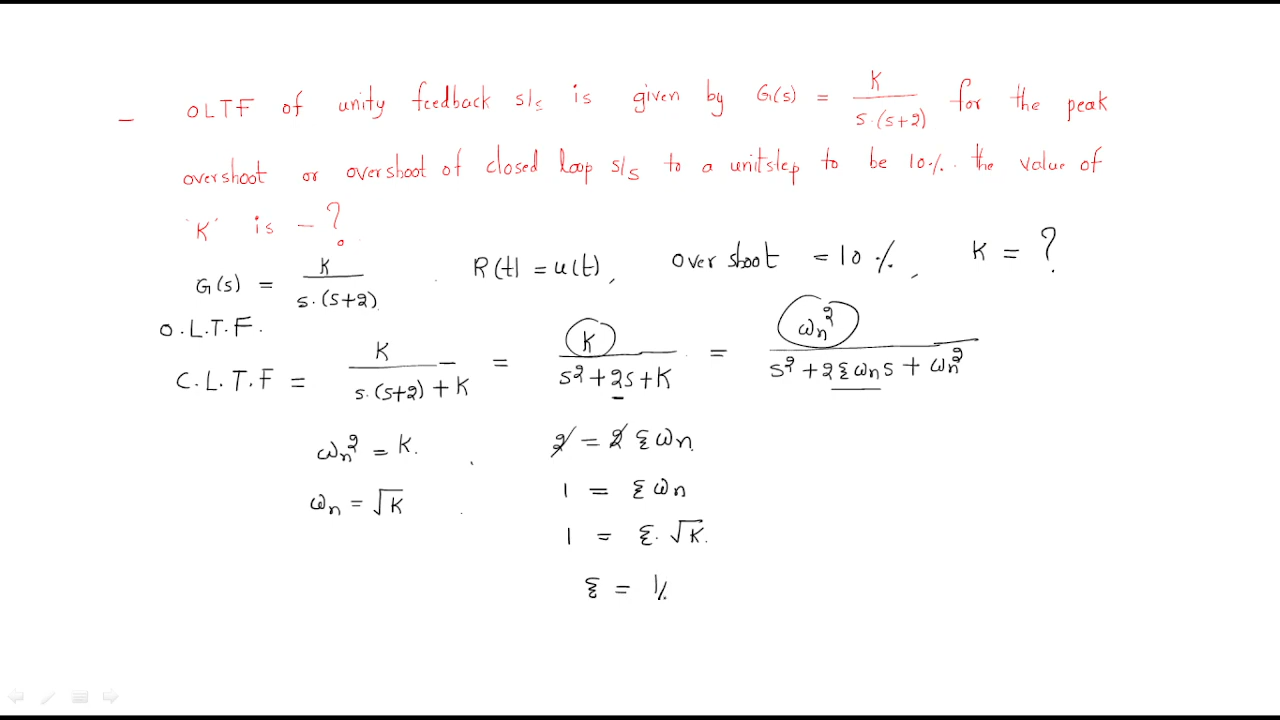 – OLTF of unity feedback s/s is given by G(s) = K / s.(s+2) for the peak
overshoot or overshoot of closed loop s/s to a unitstep to be 10%. the value of
'K' is – ?
G(s) = K / s.(s+2) R(t) = u(t), over shoot = 10 %, K = ?
O.L.T.F.
C.L.T.F = K / s.(s+2) + K = K / s² + 2s + K = ωn² / s² + 2ξωns + ωn²
ωn² = K. 2 = 2 ξωn
ωn = √K 1 = ξωn
1 = ξ. √K.
ξ = 1/